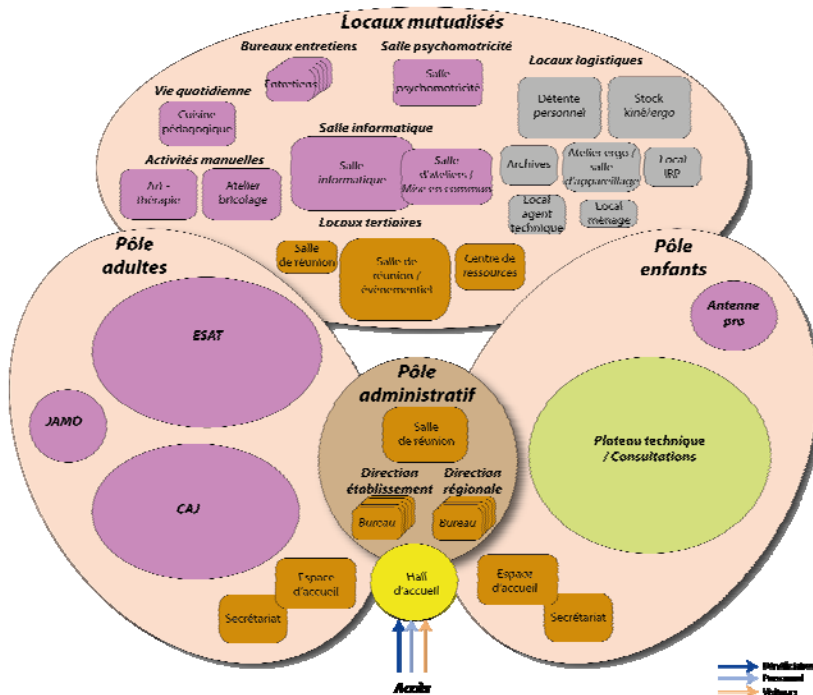 Locaux mutualisés
Bureaux entretiens
Salle psychomotricité
Locaux logistiques
Entretiens
Salle
psychomotricité
Détente
personnel
Stock
kiné/ergo
Vie quotidienne
Cuisine
pédagogique
Salle informatique
Salle
informatique
Salle
d'ateliers /
Mise en commun
Archives
Atelier ergo /
salle
d'appareillage
Local
IRP
Activités manuelles
Art -
thérapie
Atelier
bricolage
Local
agent
technique
Local
ménage
Locaux tertiaires
Salle
de réunion
Salle de
réunion /
évènementiel
Centre de
ressources
Pôle
adultes
ESAT
JAMO
CAJ
Espace
d'accueil
Secrétariat
Pôle
administratif
Salle
de réunion
Direction
établissement
Direction
régionale
Bureau
Bureau
Hall
d'accueil
Pôle
enfants
Antenne
pro
Plateau technique
/ Consultations
Espace
d'accueil
Secrétariat
Accès
Bénéficiaires
Personnel
Visiteurs